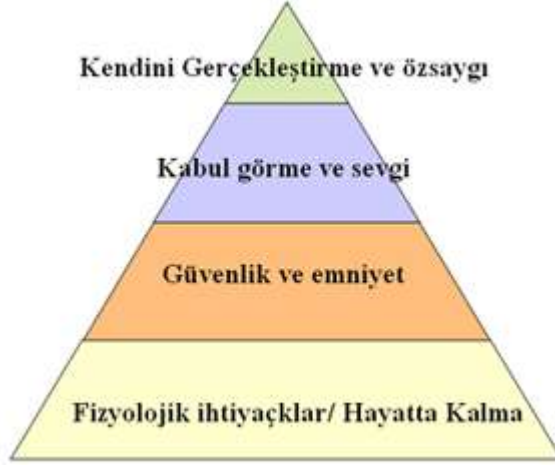 Kendini Gerçekleştirme ve özsaygı
Kabul görme ve sevgi
Güvenlik ve emniyet
Fizyolojik ihtiyaçklar/ Hayatta Kalma